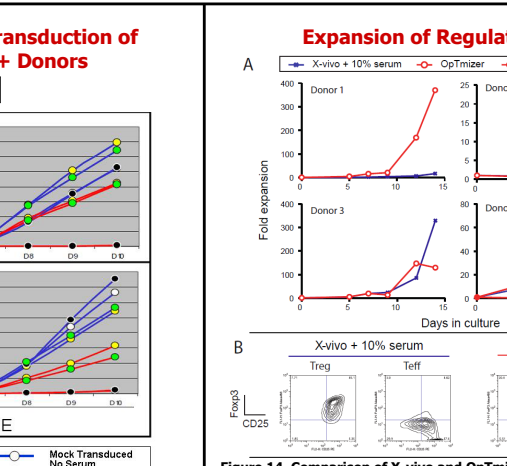 ransduction of
+ Donors
D8
D9
D10
D8
D9
D10
E
Mock Transduced
No Serum
Expansion of Regulat
A
X-vivo + 10% serum
OpTmizer
Fold expansion
Donor 1
400
300
200
100
0
0
5
10
15
Dono
25
20
15
10
5
0
0
Donor 3
400
300
200
100
0
0
5
10
15
Dono
80
60
40
20
0
0
Days in culture
B
X-vivo + 10% serum
Treg
Teff
Foxp3
CD25
Figure 14. Comparison of X-vivo and OpTmi